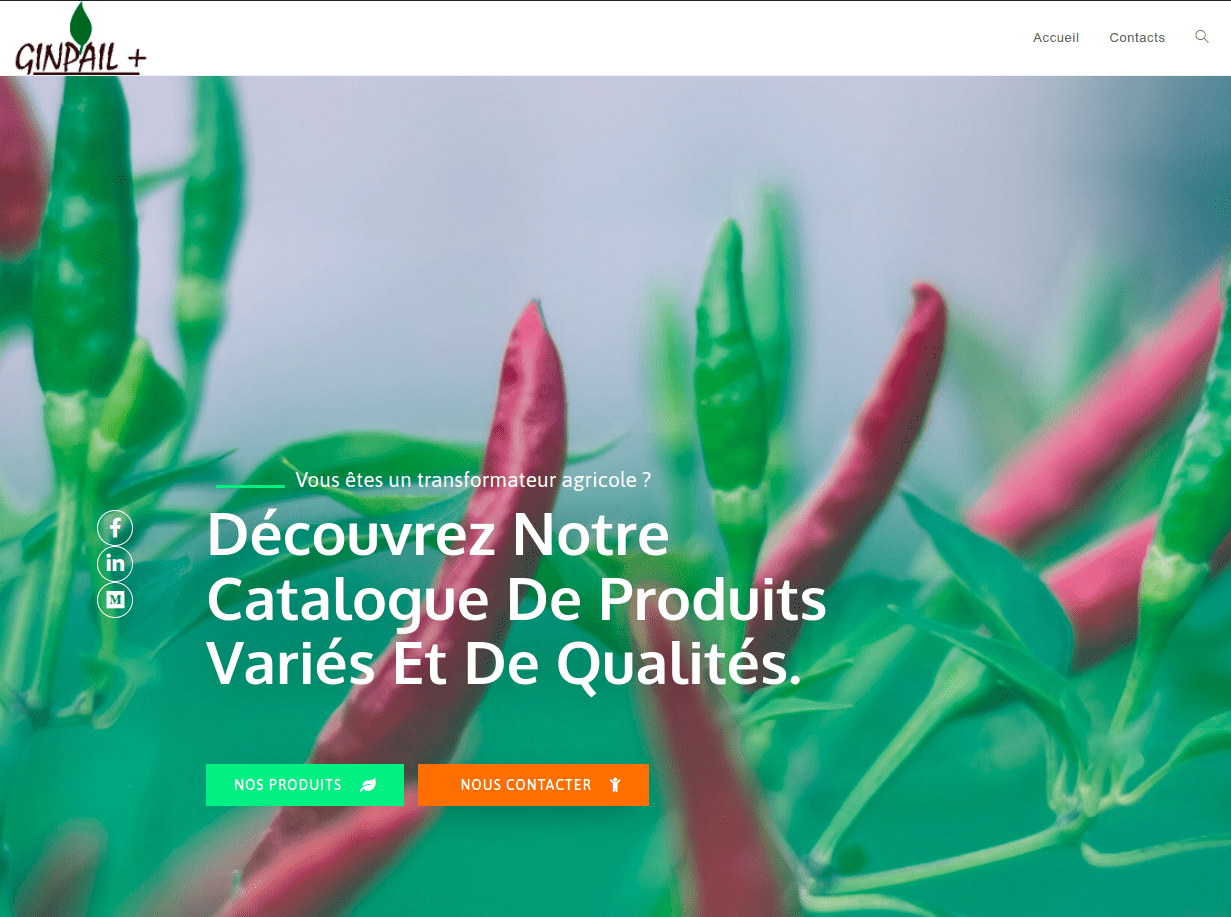 GINPAIL +
Accueil
Contacts
Vous êtes un transformateur agricole ?
Découvrez Notre
Catalogue De Produits
Variés Et De Qualités.
NOS PRODUITS
NOUS CONTACTER